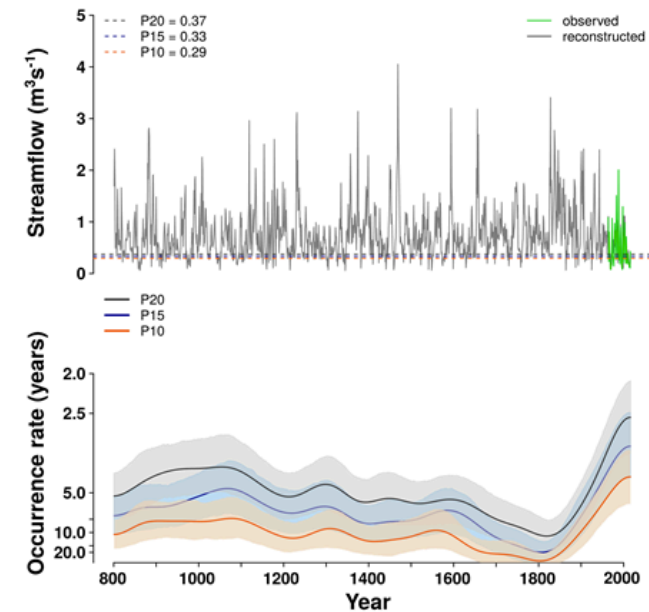 P20 = 0.37
P15 = 0.33
P10 = 0.29
observed
reconstructed
Streamflow (m³s⁻¹)
5
4
3
2
1
0
P20
P15
P10
Occurrence rate (years)
2.0
2.5
5.0
10.0
20.0
800 1000 1200 1400 1600 1800 2000
Year